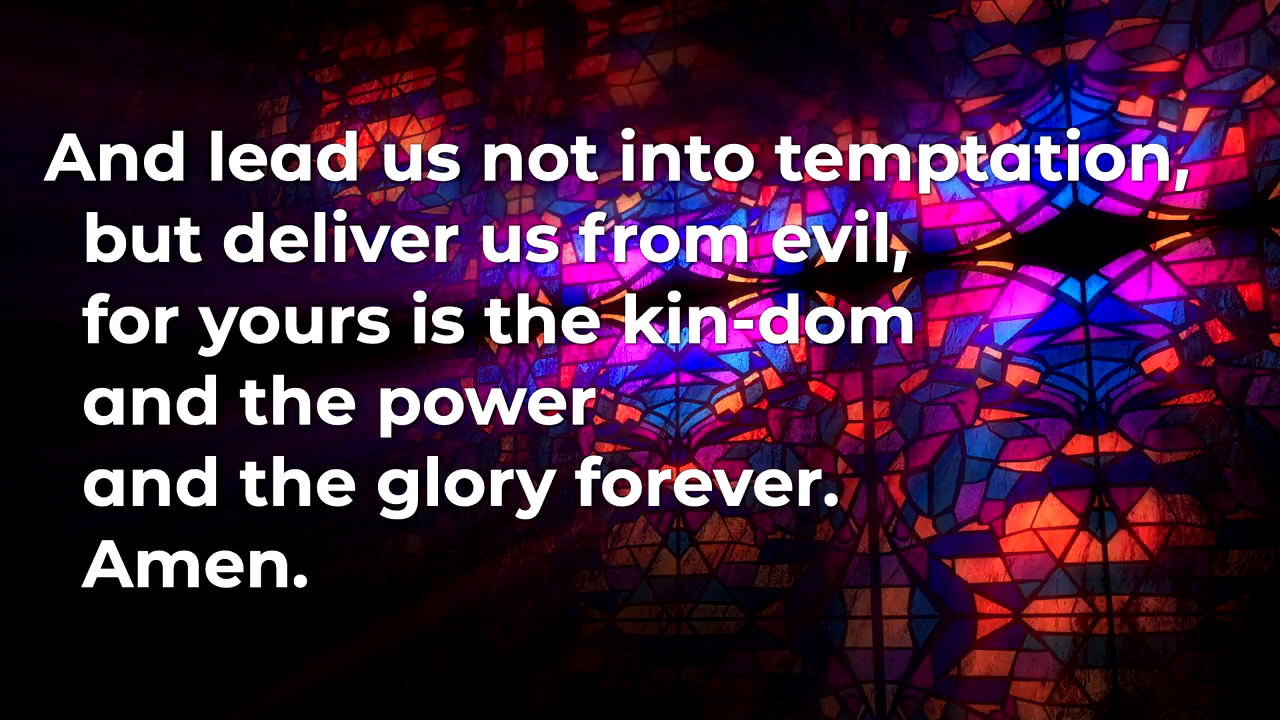 And lead us not into temptation,
but deliver us from evil,
for yours is the kin-dom
and the power
and the glory forever.
Amen.